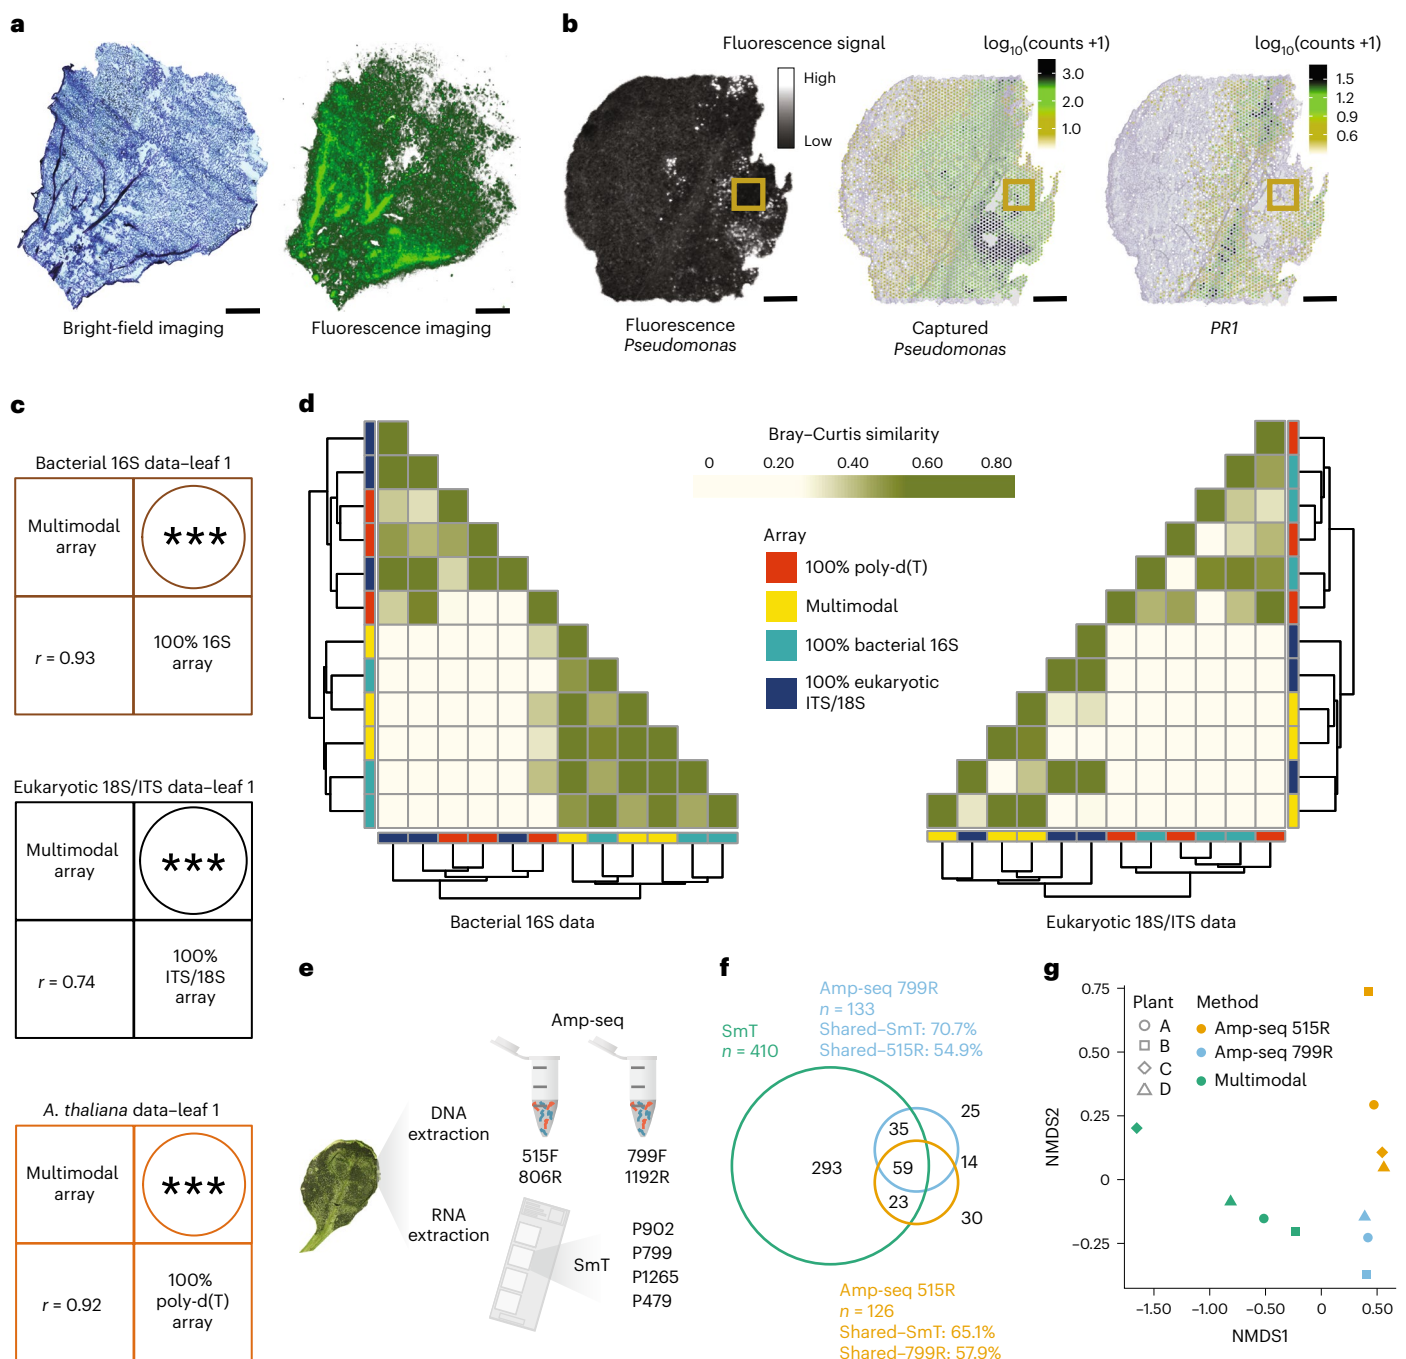 a
Bright-field imaging
Fluorescence imaging
b
Fluorescence signal
High
Low
log10(counts +1)
3.0
2.0
1.0
log10(counts +1)
1.5
1.2
0.9
0.6
Fluorescence
Pseudomonas
Captured
Pseudomonas
PR1
c
Bacterial 16S data–leaf 1
Multimodal
array
***
r = 0.93
100% 16S
array
Eukaryotic 18S/ITS data–leaf 1
Multimodal
array
***
r = 0.74
100%
ITS/18S
array
A. thaliana data–leaf 1
Multimodal
array
***
r = 0.92
100%
poly-d(T)
array
d
Bray–Curtis similarity
0 0.20 0.40 0.60 0.80
Array
100% poly-d(T)
Multimodal
100% bacterial 16S
100% eukaryotic
ITS/18S
Bacterial 16S data
Eukaryotic 18S/ITS data
e
Amp-seq
DNA
extraction
515F
806R
799F
1192R
RNA
extraction
SmT
P902
P799
P1265
P479
f
Amp-seq 799R
n = 133
Shared–SmT: 70.7%
Shared–515R: 54.9%
SmT
n = 410
25
35
14
293
59
23
30
Amp-seq 515R
n = 126
Shared–SmT: 65.1%
Shared–799R: 57.9%
g
Plant
A
B
C
D
Method
Amp-seq 515R
Amp-seq 799R
Multimodal
NMDS2
0.75
0.50
0.25
0
−0.25
−1.50 −1.00 −0.50 0 0.50
NMDS1